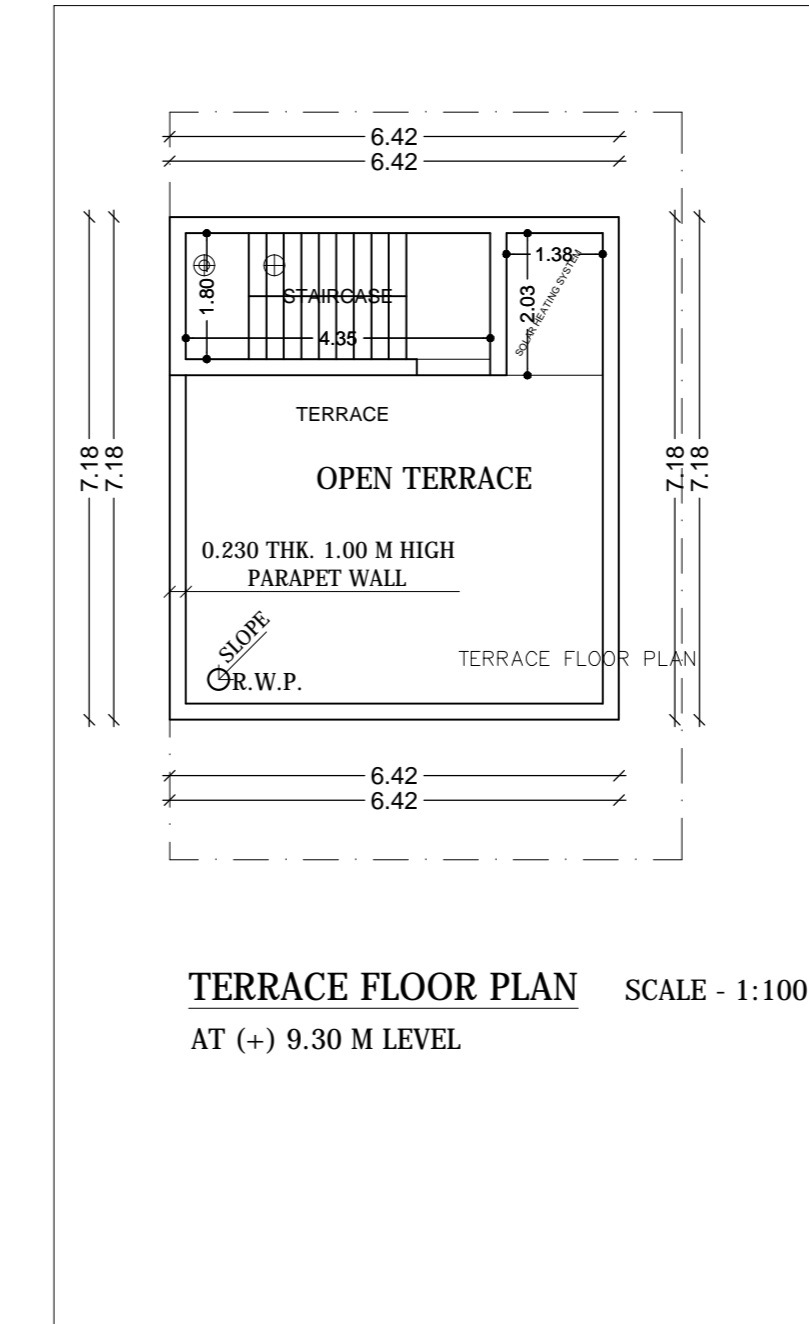 6.42
6.42
1.38
1.80
2.03
SOLAR HEATING SYSTEM
STAIRCASE
4.35
TERRACE
7.18
7.18
7.18
7.18
OPEN TERRACE
0.230 THK. 1.00 M HIGH
PARAPET WALL
SLOPE
TERRACE FLOOR PLAN
R.W.P.
6.42
6.42
TERRACE FLOOR PLAN SCALE - 1:100
AT (+) 9.30 M LEVEL